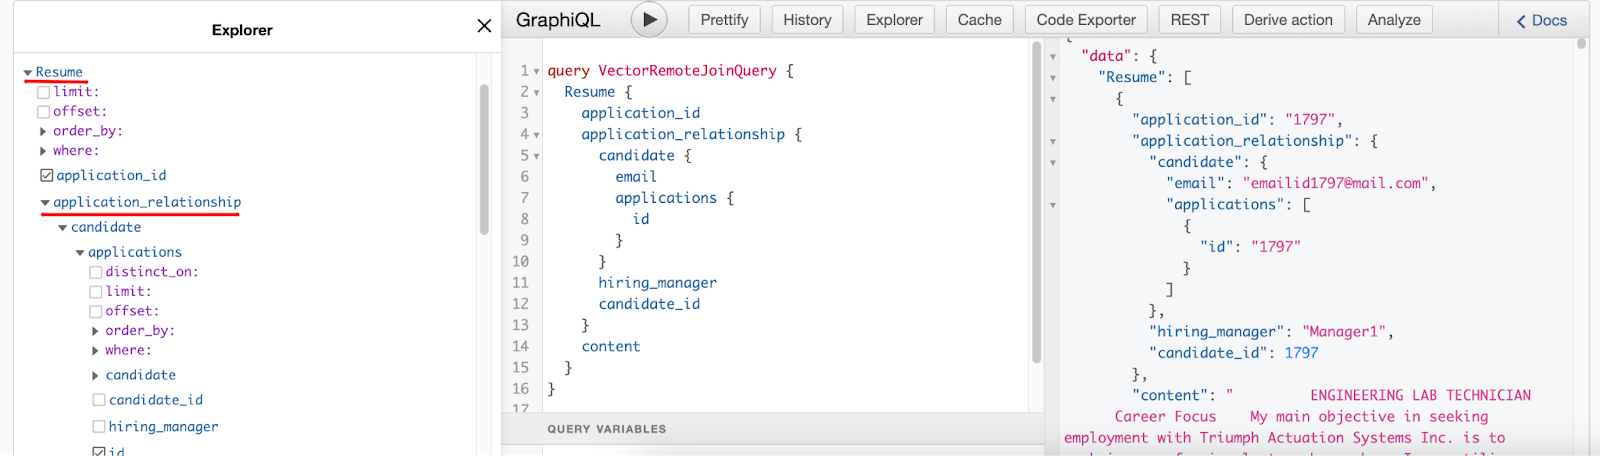 Explorer
Resume
limit:
offset:
order_by:
where:
application_id
application_relationship
candidate
applications
distinct_on:
limit:
offset:
order_by:
where:
candidate
candidate_id
hiring_manager
id
GraphiQL
Prettify
History
Explorer
Cache
Code Exporter
REST
Derive action
Analyze
Docs
1 query VectorRemoteJoinQuery {
2 Resume {
3 application_id
4 application_relationship {
5 candidate {
6 email
7 applications {
8 id
9 }
10 }
11 hiring_manager
12 candidate_id
13 }
14 content
15 }
16 }
17
QUERY VARIABLES
{
"data": {
"Resume": [
{
"application_id": "1797",
"application_relationship": {
"candidate": {
"email": "emailid1797@mail.com",
"applications": [
{
"id": "1797"
}
]
},
"hiring_manager": "Manager1",
"candidate_id": 1797
},
"content": " ENGINEERING LAB TECHNICIAN
Career Focus My main objective in seeking
employment with Triumph Actuation Systems Inc. is to